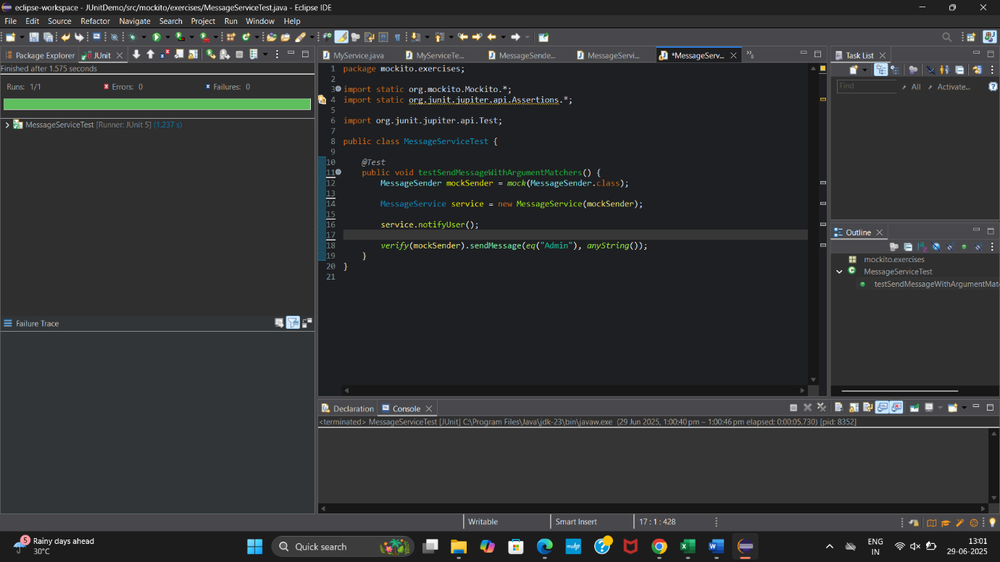 eclipse-workspace - JUnitDemo/src/mockito/exercises/MessageServiceTest.java - Eclipse IDE
File Edit Source Refactor Navigate Search Project Run Window Help
Package Explorer JUnit
Finished after 1.575 seconds
Runs: 1/1 Errors: 0 Failures: 0
MessageServiceTest [Runner: JUnit 5] (1.237 s)
Failure Trace
MyService.java MyServiceTe... MessageSende... MessageServi... *MessageServ... »8
1 package mockito.exercises;
2
3 import static org.mockito.Mockito.*;
4 import static org.junit.jupiter.api.Assertions.*;
5
6 import org.junit.jupiter.api.Test;
7
8 public class MessageServiceTest {
9
10 @Test
11 public void testSendMessageWithArgumentMatchers() {
12 MessageSender mockSender = mock(MessageSender.class);
13
14 MessageService service = new MessageService(mockSender);
15
16 service.notifyUser();
17
18 verify(mockSender).sendMessage(eq("Admin"), anyString());
19 }
20 }
21
Task List
Find All Activate...
Outline
mockito.exercises
MessageServiceTest
testSendMessageWithArgumentMat
Declaration Console
<terminated> MessageServiceTest [JUnit] C:\Program Files\Java\jdk-23\bin\javaw.exe (29 Jun 2025, 1:00:40 pm – 1:00:46 pm elapsed: 0:00:05.730) [pid: 8352]
Writable Smart Insert 17 : 1 : 428
5 Rainy days ahead
30°C
Quick search
myhp
ENG
IN
13:01
29-06-2025